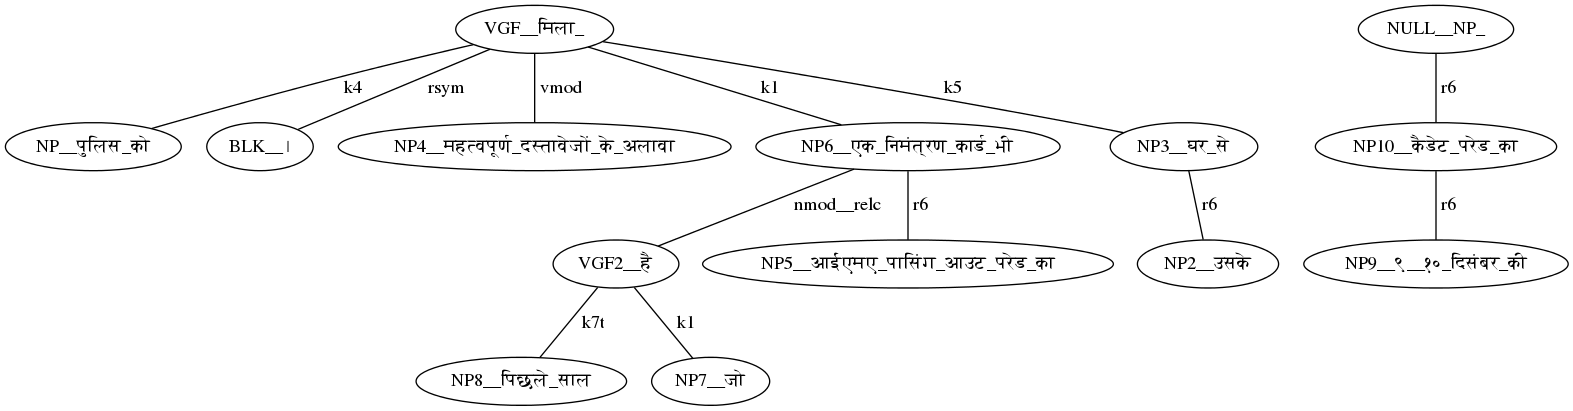 VGF__मिला_ NULL__NP_
k4 rsym vmod k1 k5 r6
NP__पुलिस_को BLK__। NP4__महत्वपूर्ण_दस्तावेजों_के_अलावा NP6__एक_निमंत्रण_कार्ड_भी NP3__घर_से NP10__कैडेट_परेड_का
nmod__relc r6 r6 r6
VGF2__है NP5__आईएमए_पासिंग_आउट_परेड_का NP2__उसके NP9__९__१०_दिसंबर_की
k7t k1
NP8__पिछले_साल NP7__जो